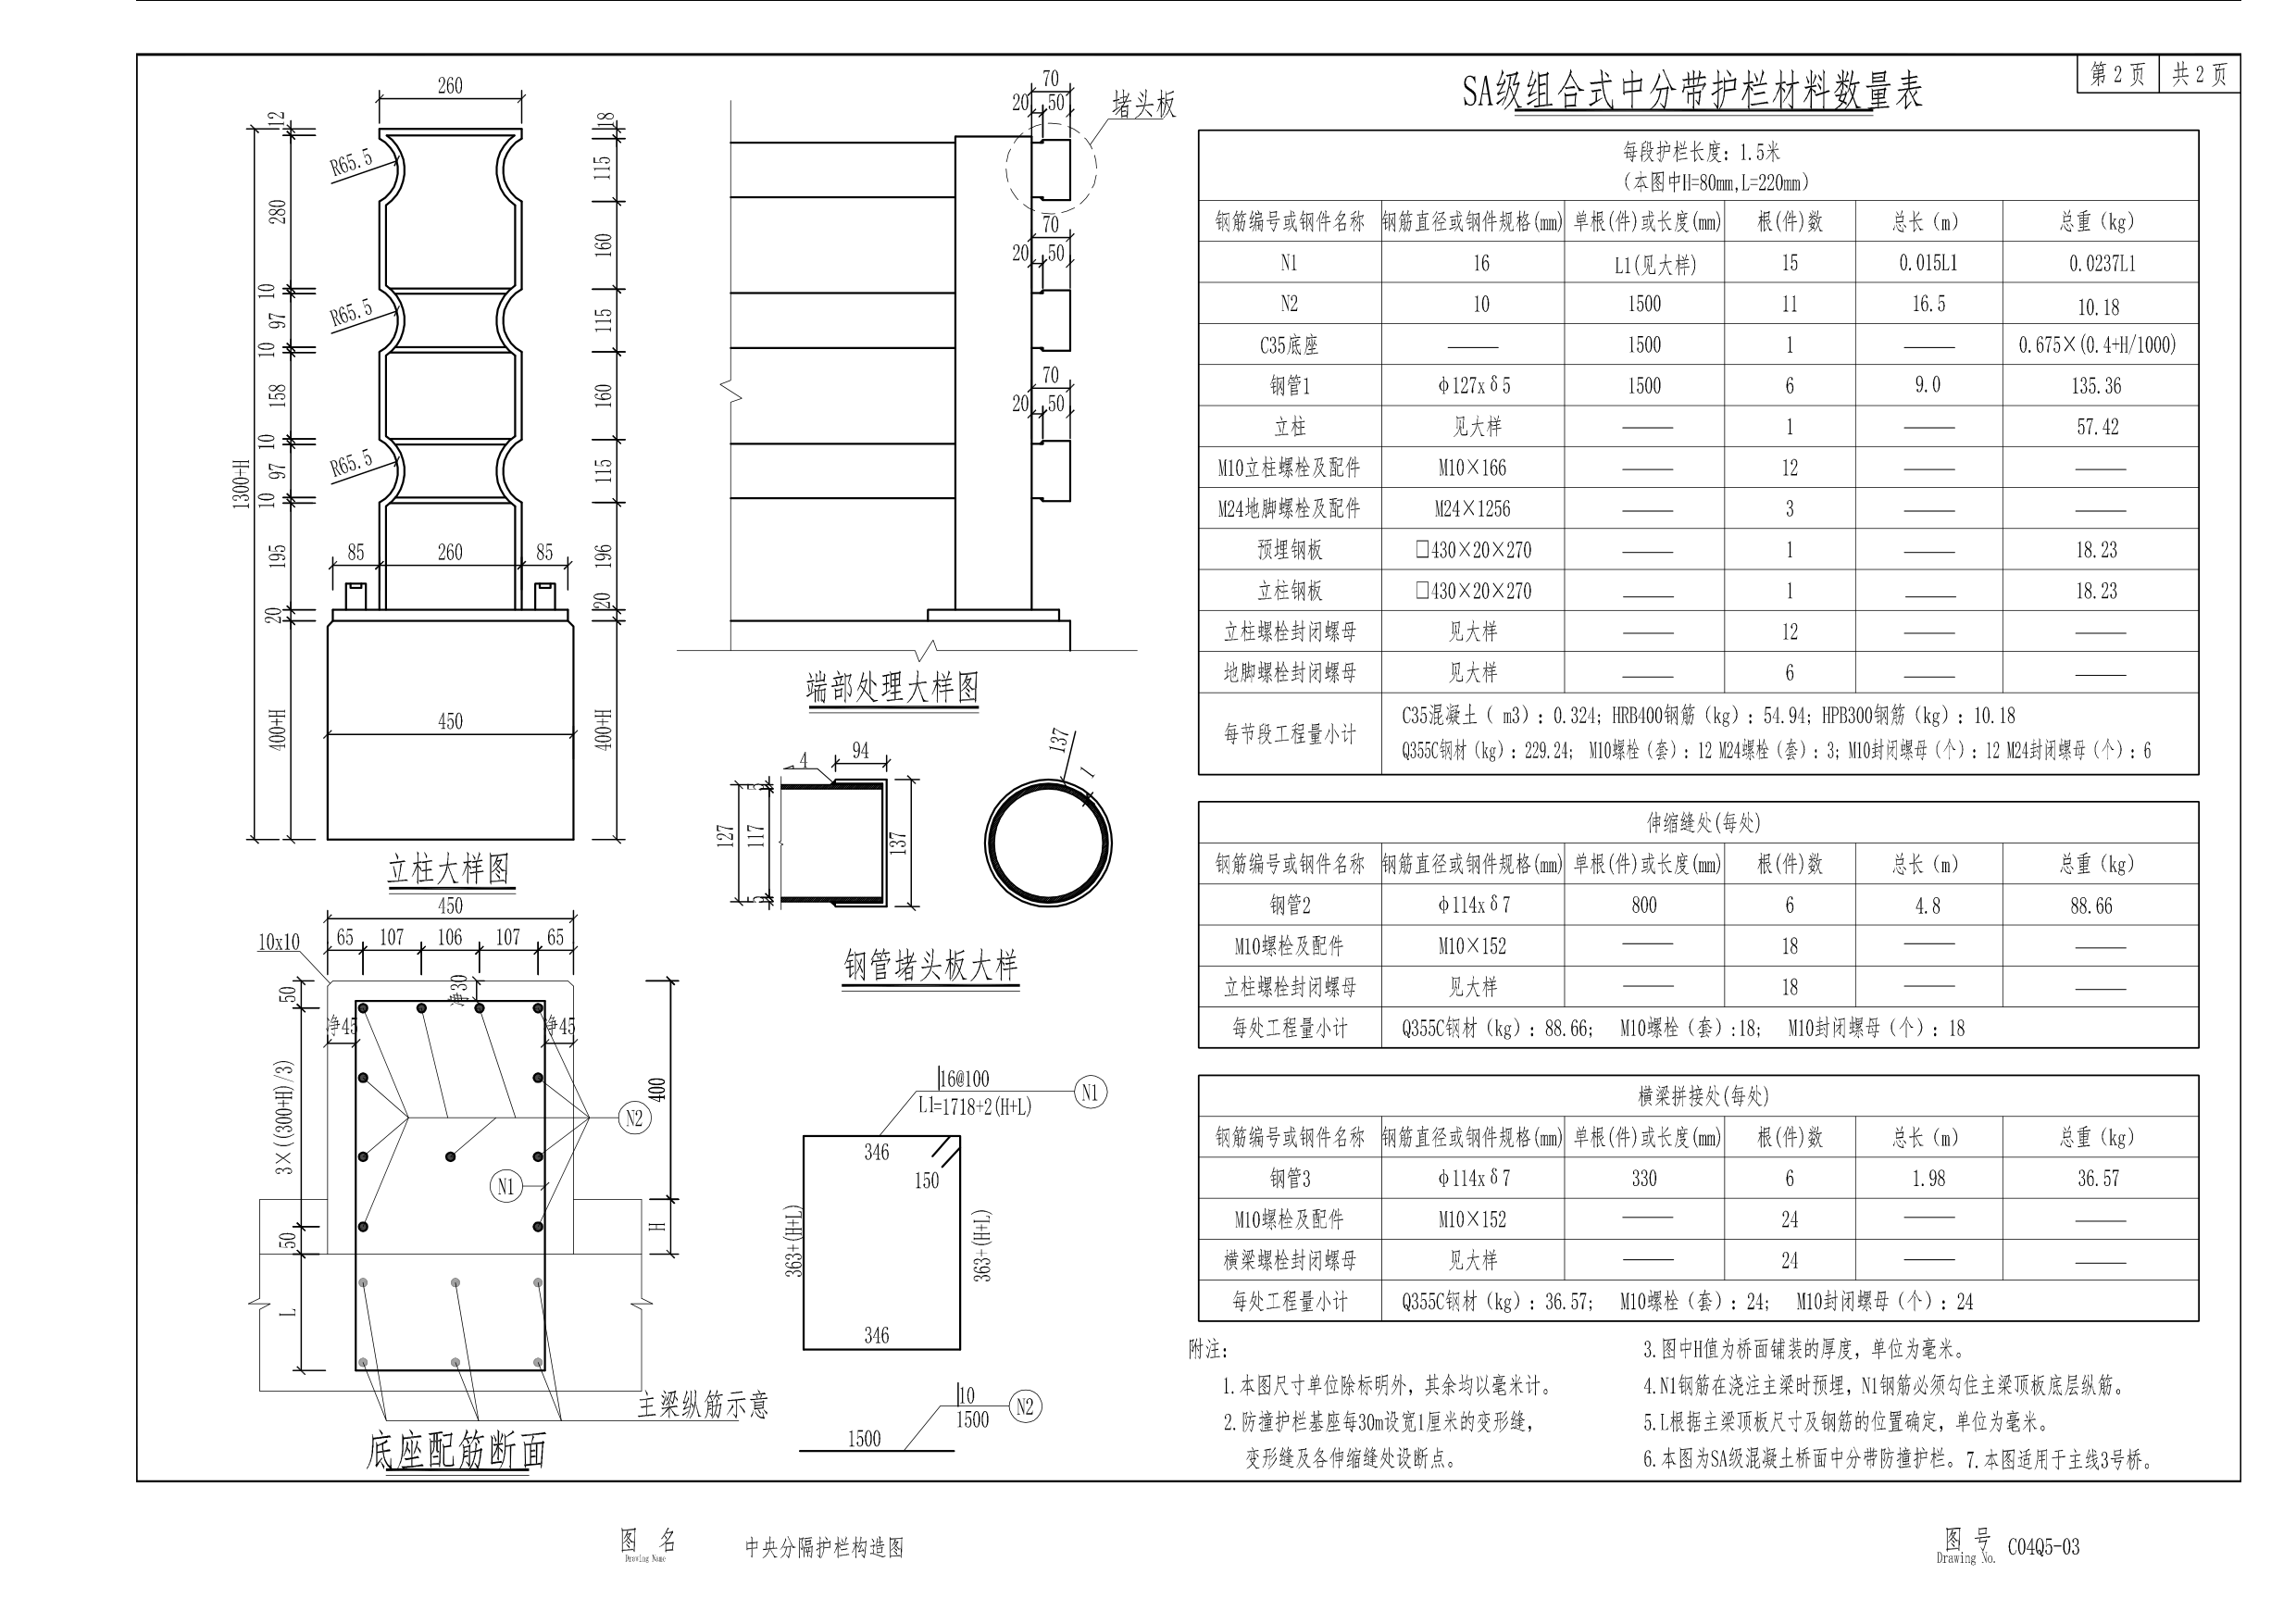 第 2 页 共 2 页
260
12
18
R65.5
115
280
160
10
R65.5
97
115
10
158
160
10
R65.5
97
115
10
1300+H
195
85 260 85
196
20
20
400+H
450
400+H
立柱大样图
70
20 50
堵头板
70
20 50
70
20 50
端部处理大样图
4
94
127
117
5
5
137
137
1
钢管堵头板大样
450
10x10
65 107 106 107 65
50
净30
净45
净45
3×((300+H)/3)
400
N2
N1
H
50
L
主梁纵筋示意
底座配筋断面
16@100
N1
L1=1718+2(H+L)
346
150
363+(H+L)
363+(H+L)
346
10
N2
1500
1500
SA级组合式中分带护栏材料数量表
每段护栏长度: 1.5米
(本图中H=80mm,L=220mm)
钢筋编号或钢件名称 钢筋直径或钢件规格(mm) 单根(件)或长度(mm) 根(件)数 总长 (m) 总重 (kg)
N1 16 L1(见大样) 15 0.015L1 0.0237L1
N2 10 1500 11 16.5 10.18
C35底座 —— 1500 1 —— 0.675×(0.4+H/1000)
钢管1 φ127xδ5 1500 6 9.0 135.36
立柱 见大样 —— 1 —— 57.42
M10立柱螺栓及配件 M10×166 —— 12 —— ——
M24地脚螺栓及配件 M24×1256 —— 3 —— ——
预埋钢板 □430×20×270 —— 1 —— 18.23
立柱钢板 □430×20×270 —— 1 —— 18.23
立柱螺栓封闭螺母 见大样 —— 12 —— ——
地脚螺栓封闭螺母 见大样 —— 6 —— ——
每节段工程量小计
C35混凝土 ( m3) : 0.324; HRB400钢筋 (kg) : 54.94; HPB300钢筋 (kg) : 10.18
Q355C钢材 (kg) : 229.24; M10螺栓 (套) : 12 M24螺栓 (套) : 3; M10封闭螺母 (个) : 12 M24封闭螺母 (个) : 6
伸缩缝处(每处)
钢筋编号或钢件名称 钢筋直径或钢件规格(mm) 单根(件)或长度(mm) 根(件)数 总长 (m) 总重 (kg)
钢管2 φ114xδ7 800 6 4.8 88.66
M10螺栓及配件 M10×152 —— 18 —— ——
立柱螺栓封闭螺母 见大样 —— 18 —— ——
每处工程量小计 Q355C钢材 (kg) : 88.66; M10螺栓 (套) :18; M10封闭螺母 (个) : 18
横梁拼接处(每处)
钢筋编号或钢件名称 钢筋直径或钢件规格(mm) 单根(件)或长度(mm) 根(件)数 总长 (m) 总重 (kg)
钢管3 φ114xδ7 330 6 1.98 36.57
M10螺栓及配件 M10×152 —— 24 —— ——
横梁螺栓封闭螺母 见大样 —— 24 —— ——
每处工程量小计 Q355C钢材 (kg) : 36.57; M10螺栓 (套) : 24; M10封闭螺母 (个) : 24
附注:
1.本图尺寸单位除标明外, 其余均以毫米计。
2.防撞护栏基座每30m设宽1厘米的变形缝,
变形缝及各伸缩缝处设断点。
3.图中H值为桥面铺装的厚度, 单位为毫米。
4.N1钢筋在浇注主梁时预埋, N1钢筋必须勾住主梁顶板底层纵筋。
5.L根据主梁顶板尺寸及钢筋的位置确定, 单位为毫米。
6.本图为SA级混凝土桥面中分带防撞护栏。 7.本图适用于主线3号桥。
图 名
Drawing Name
中央分隔护栏构造图
图 号
Drawing No.
C04Q5-03